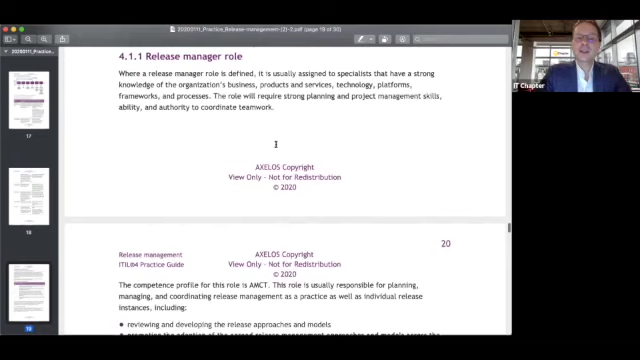 20200111_Practice_Release-management-(2)-2.pdf (page 19 of 35)
Search
20200111_Practice_Release-m...
17
18
19
4.1.1 Release manager role
Where a release manager role is defined, it is usually assigned to specialists that have a strong
knowledge of the organization's business, products and services, technology, platforms,
frameworks, and processes. The role will require strong planning and project management skills,
ability, and authority to coordinate teamwork.
AXELOS Copyright
View Only – Not for Redistribution
© 2020
20
Release management
ITIL®4 Practice Guide
AXELOS Copyright
View Only – Not for Redistribution
© 2020
The competence profile for this role is AMCT. This role is usually responsible for planning,
managing, and coordinating release management as a practice as well as individual release
instances, including:
• reviewing and developing the release approaches and models
IT Chapter